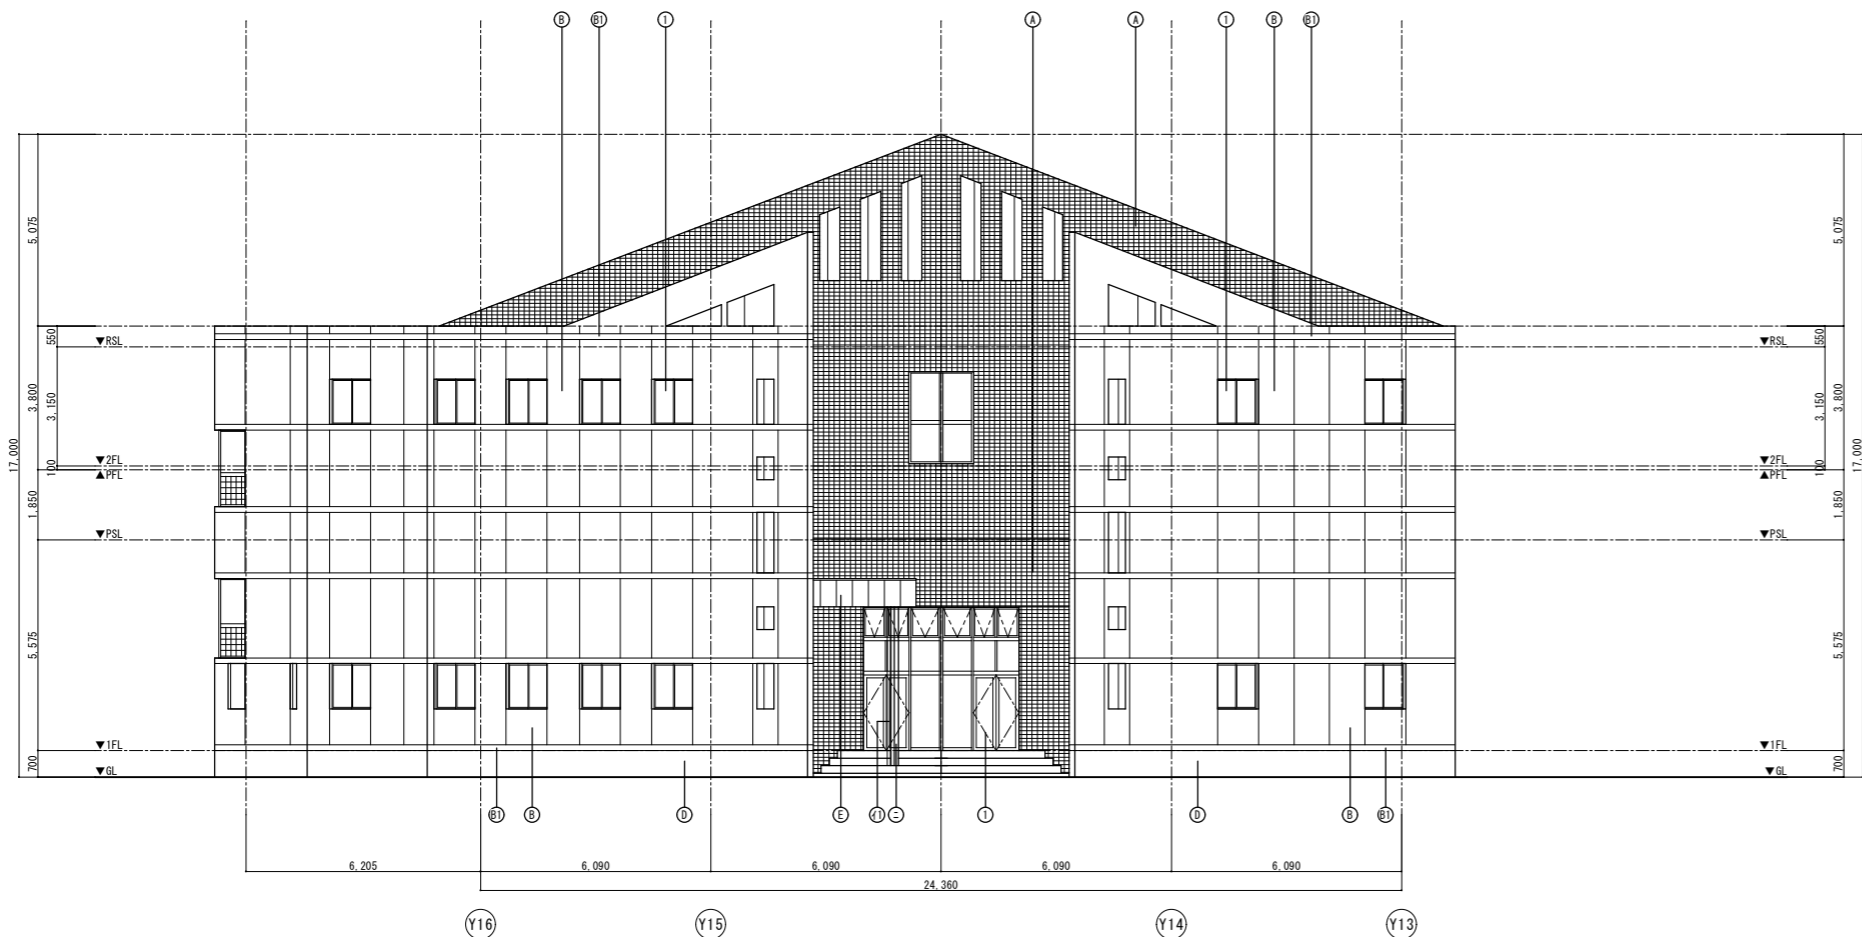 B B1 1 A A 1 B B1
5,075 5,075
550 550
▼RSL ▼RSL
3,800 3,150 3,150 3,800
17,000 17,000
▼2FL ▼2FL
100 100
▲PFL ▲PFL
1,850 1,850
▼PSL ▼PSL
5,575 5,575
▼1FL ▼1FL
700 700
▼GL ▼GL
B1 B D E イ1 ニ 1 D B B1
6,205 6,090 6,090 6,090 6,090
24,360
Y16 Y15 Y14 Y13